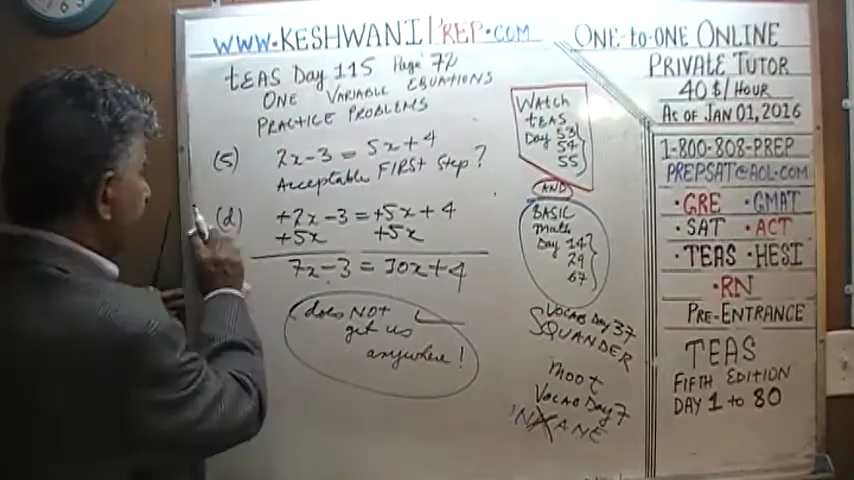 www.KESHWANIPREP.COM
TEAS Day 115 Page 72
ONE VARIABLE EQUATIONS
PRACTICE PROBLEMS
(5) 2x-3 = 5x+4
Acceptable FIRST Step?
(d) +2x-3 = +5x+4
+5x +5x
7x-3 = 10x+4
does NOT
get us
anywhere!
Watch
TEAS
Day 53
54
55
AND
BASIC
Math
Day 14
29
67
VOCAB Day 37
SQUANDER
moot
Vocab Day 7
INANE
ONE-to-ONE ONLINE
PRIVATE TUTOR
40 $/HOUR
AS OF JAN 01, 2016
1-800-808-PREP
PREPSAT@AOL.COM
•GRE •GMAT
•SAT •ACT
•TEAS •HESI
•RN
PRE-ENTRANCE
TEAS
FIFTH EDITION
DAY 1 to 80